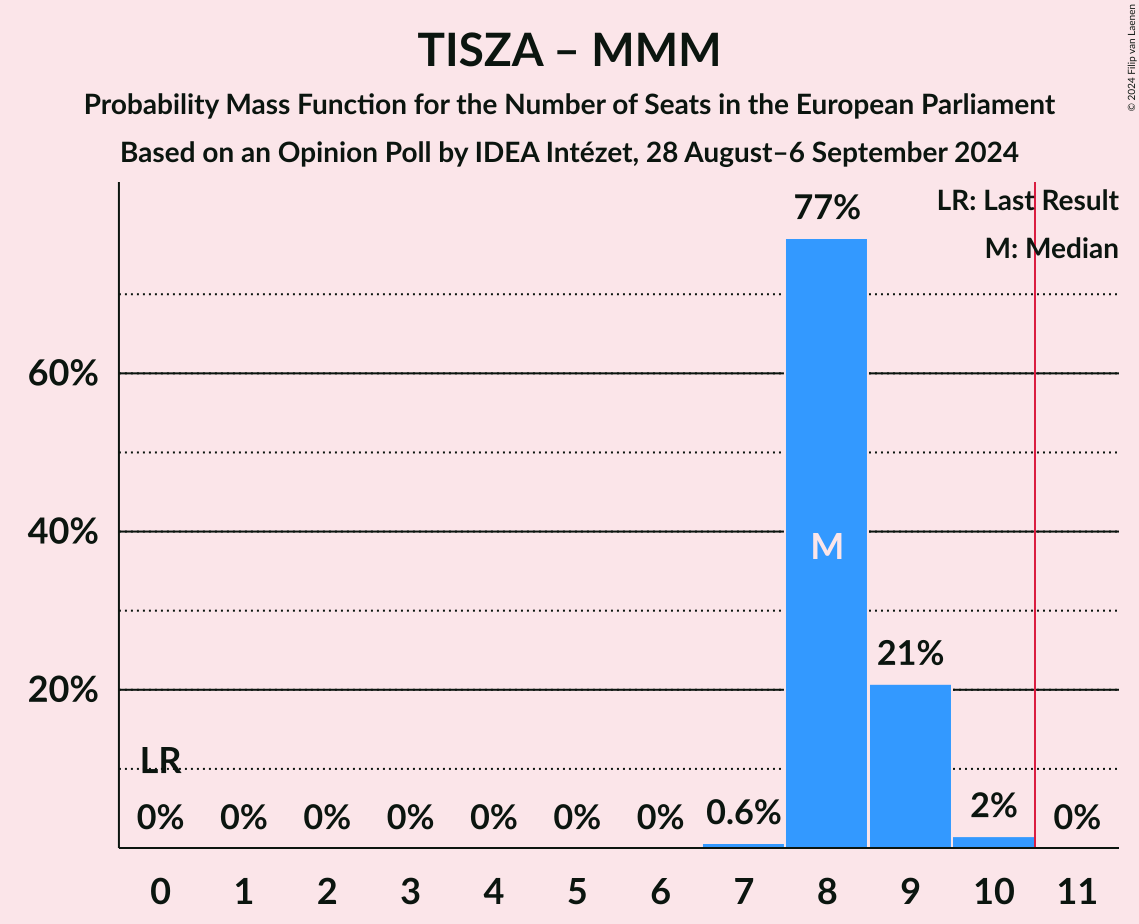 TISZA – MMM
Probability Mass Function for the Number of Seats in the European Parliament
Based on an Opinion Poll by IDEA Intézet, 28 August–6 September 2024
© 2024 Filip van Laenen
LR: Last Result
M: Median
77%
60%
40%
M
21%
20%
LR
0% 0% 0% 0% 0% 0% 0% 0.6% 2% 0%
0 1 2 3 4 5 6 7 8 9 10 11